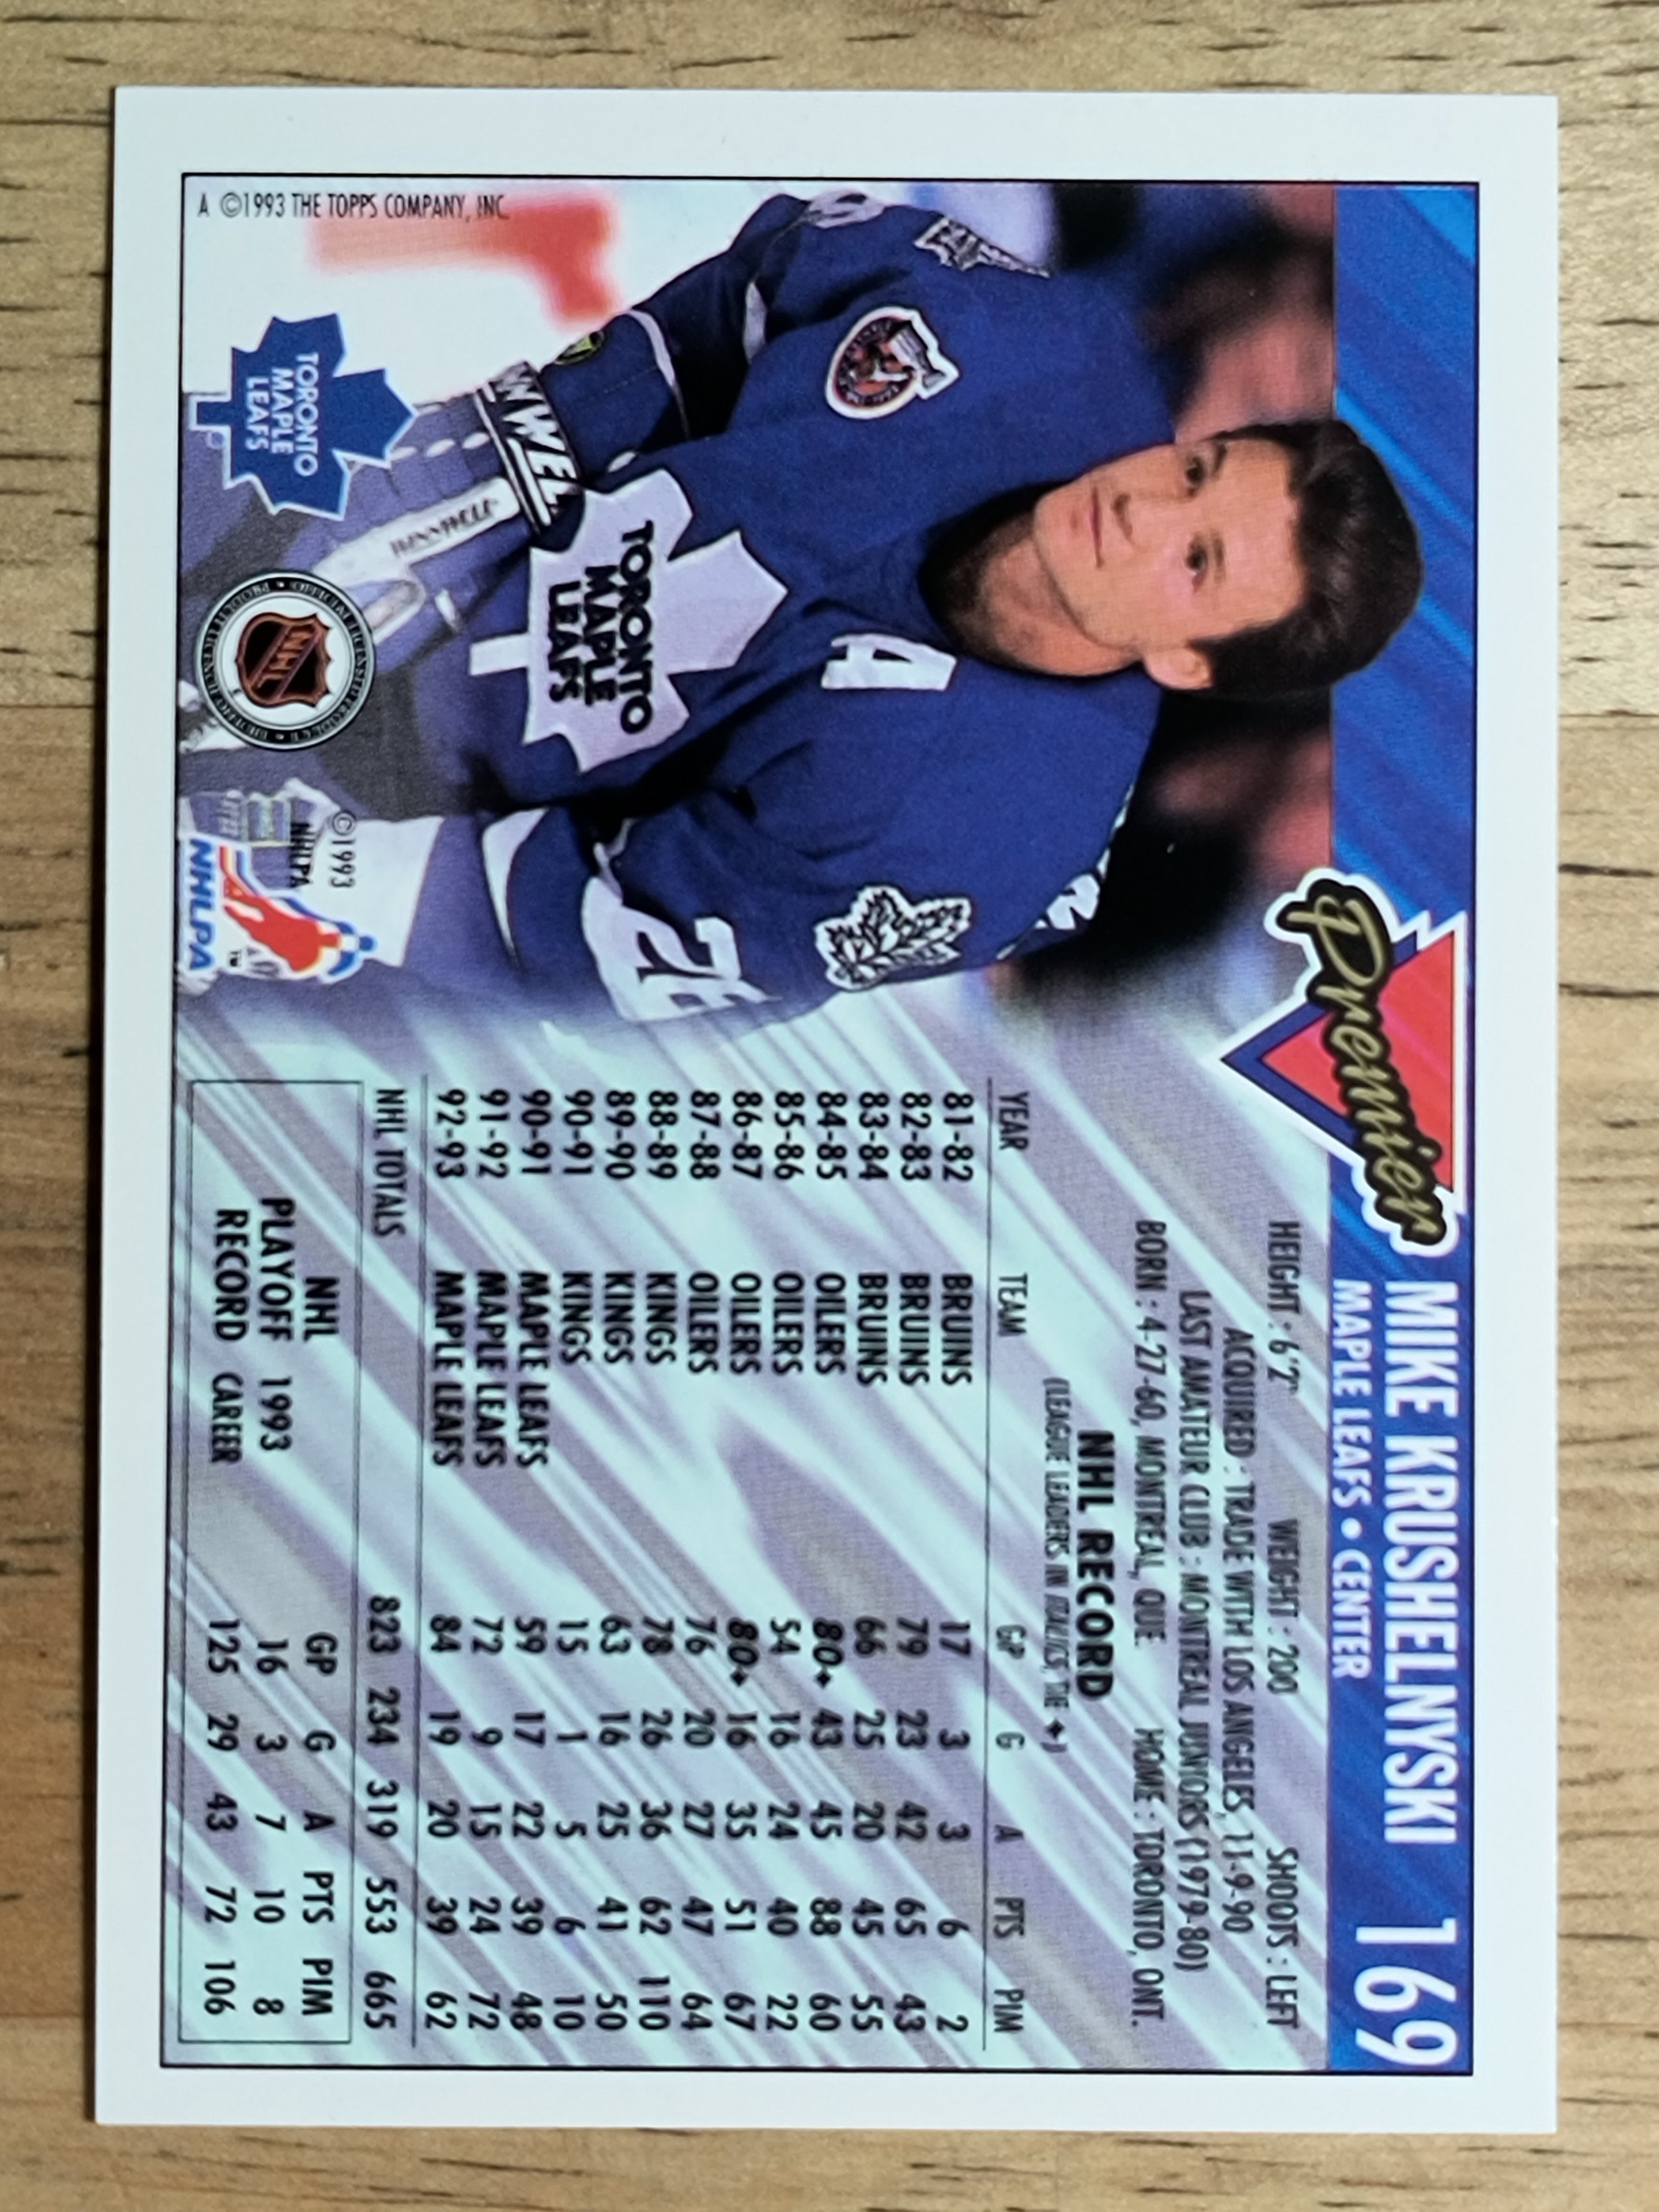 Premier
MIKE KRUSHELNYSKI 169
MAPLE LEAFS • CENTER
HEIGHT : 6'2" WEIGHT : 200 SHOOTS : LEFT
ACQUIRED : TRADE WITH LOS ANGELES, 11-9-90
LAST AMATEUR CLUB : MONTREAL JUNIORS (1979-80)
BORN : 4-27-60, MONTREAL, QUE. HOME : TORONTO, ONT.
NHL RECORD
(LEAGUE LEADERS IN ITALICS, TIE ♦)
YEAR TEAM GP G A PTS PIM
81-82 BRUINS 17 3 3 6 2
82-83 BRUINS 79 23 42 65 43
83-84 BRUINS 66 25 20 45 55
84-85 OILERS 80♦ 43 45 88 60
85-86 OILERS 54 16 24 40 22
86-87 OILERS 80♦ 16 35 51 67
87-88 OILERS 76 20 27 47 64
88-89 KINGS 78 26 36 62 110
89-90 KINGS 63 16 25 41 50
90-91 KINGS 15 1 5 6 10
90-91 MAPLE LEAFS 59 17 22 39 48
91-92 MAPLE LEAFS 72 9 15 24 72
92-93 MAPLE LEAFS 84 19 20 39 62
NHL TOTALS 823 234 319 553 665
NHL GP G A PTS PIM
PLAYOFF 1993 16 3 7 10 8
RECORD CAREER 125 29 43 72 106
A
26
TORONTO
MAPLE
LEAFS
WINNWELL
TORONTO
MAPLE
LEAFS
NHL
©1993
NHLPA
NHLPA
TM
A ©1993 THE TOPPS COMPANY, INC.